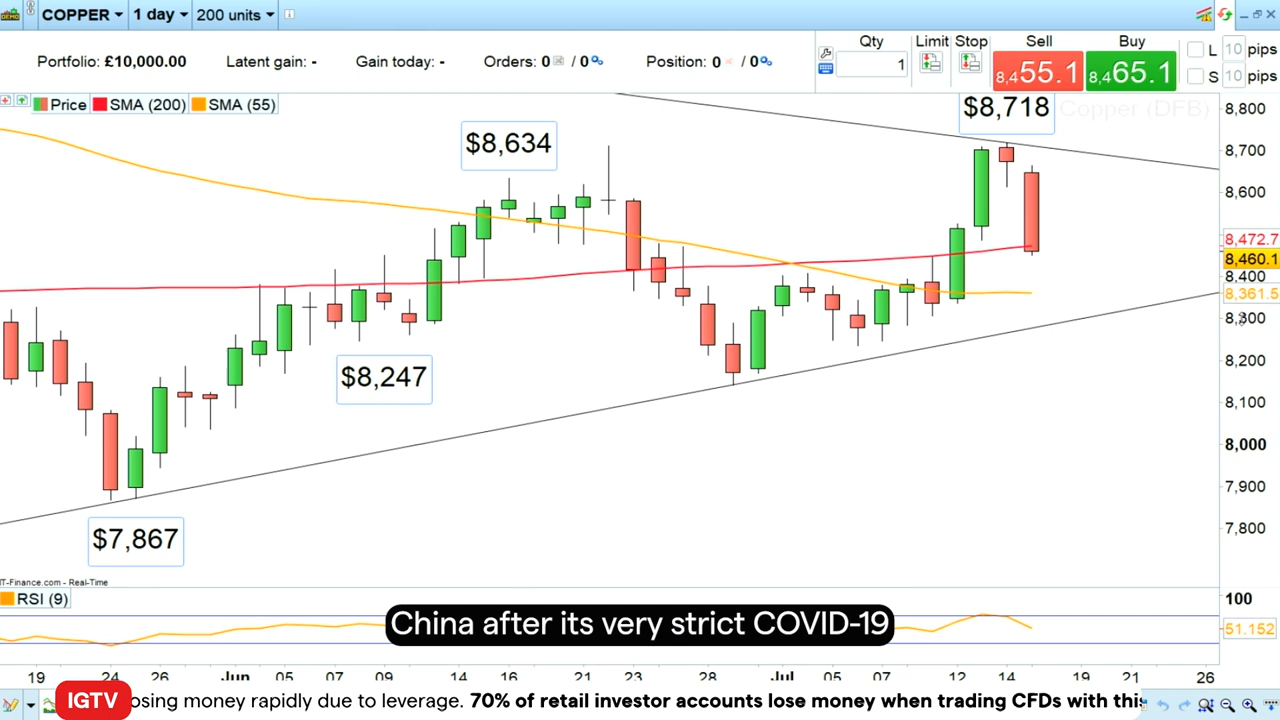 COPPER 1 day 200 units
Portfolio: £10,000.00 Latent gain: - Gain today: - Orders: 0 / 0 Position: 0 / 0
Qty Limit Stop Sell Buy
1 8,455.1 8,465.1
L 10 pips
S 10 pips
Price SMA (200) SMA (55)
Copper (DFB)
$8,718
$8,634
$8,247
$7,867
8,800
8,700
8,600
8,472.7
8,460.1
8,400
8,361.5
8,300
8,200
8,100
8,000
7,900
7,800
IT-Finance.com - Real-Time
RSI (9)
100
51.152
China after its very strict COVID-19
19 24 26 Jun 05 07 09 14 16 21 23 28 Jul 05 07 12 14 19 21 26
IGTV osing money rapidly due to leverage. 70% of retail investor accounts lose money when trading CFDs with this